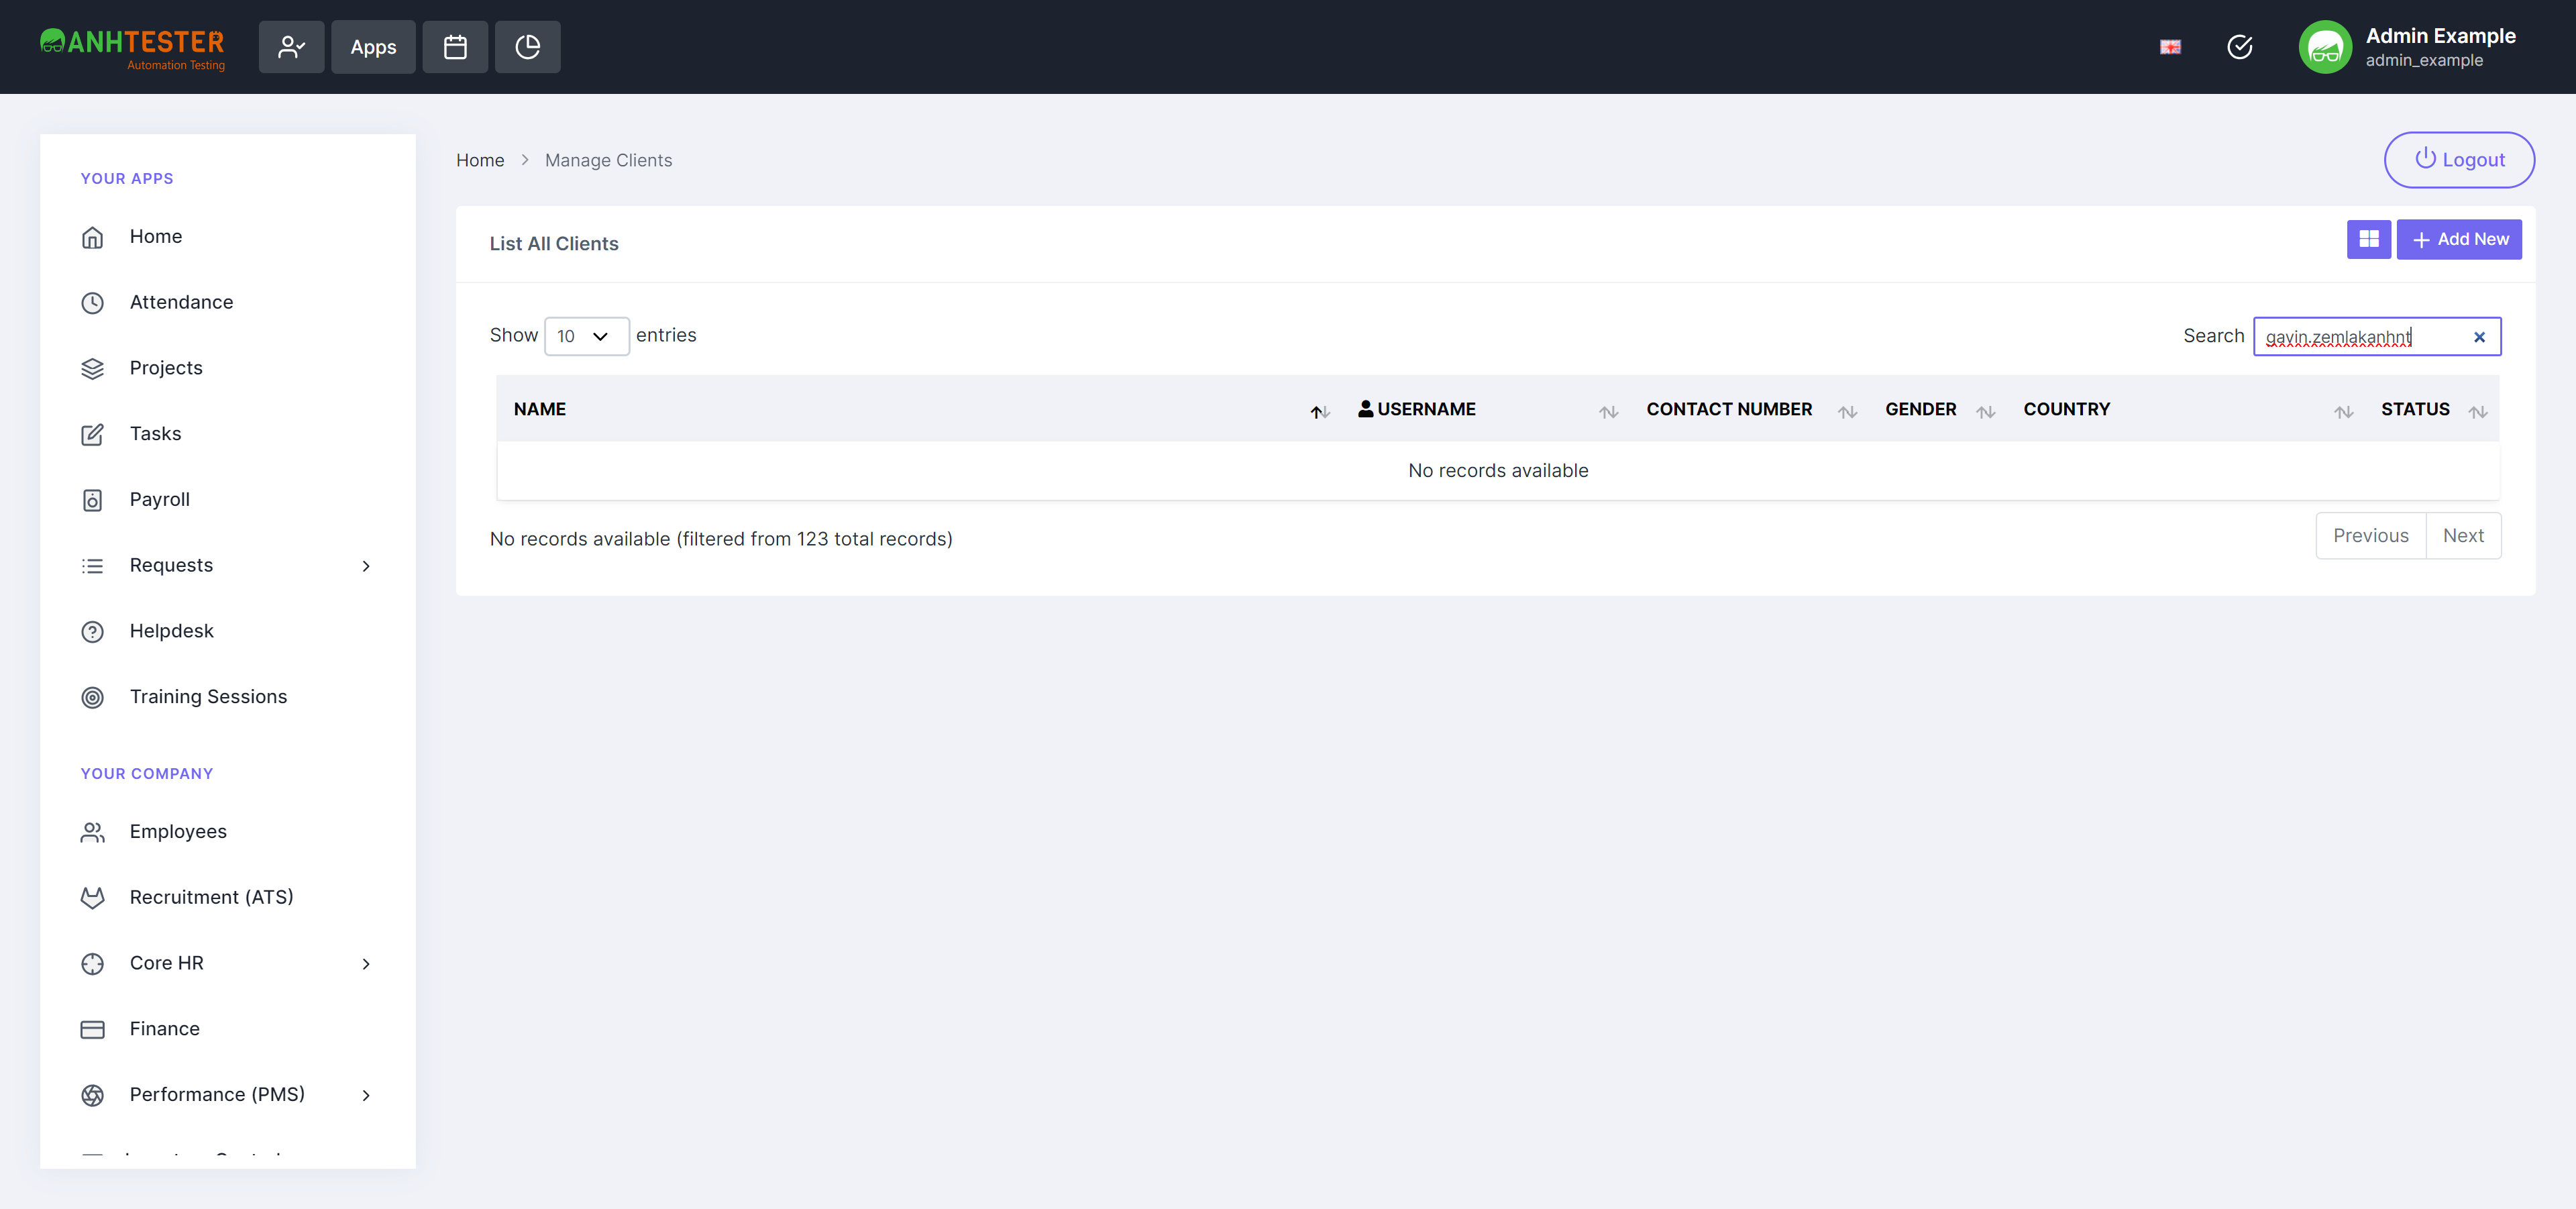 ANHTESTER
Automation Testing
Apps
Admin Example
admin_example
YOUR APPS
Home
Attendance
Projects
Tasks
Payroll
Requests
Helpdesk
Training Sessions
YOUR COMPANY
Employees
Recruitment (ATS)
Core HR
Finance
Performance (PMS)
Home > Manage Clients
Logout
List All Clients
Add New
Show 10 entries
Search gavin.zemlakanhnt
NAME USERNAME CONTACT NUMBER GENDER COUNTRY STATUS
No records available
No records available (filtered from 123 total records)
Previous Next